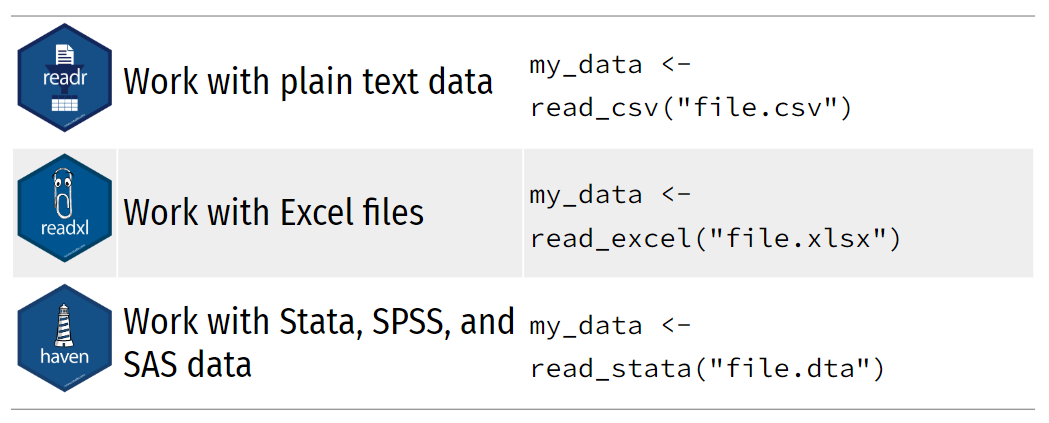 readr
Work with plain text data
my_data <-
read_csv("file.csv")
readxl
Work with Excel files
my_data <-
read_excel("file.xlsx")
haven
Work with Stata, SPSS, and
SAS data
my_data <-
read_stata("file.dta")